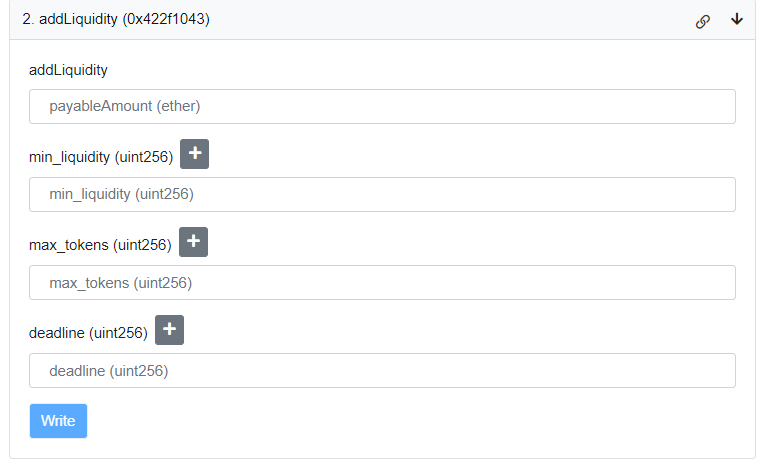 2. addLiquidity (0x422f1043)
addLiquidity
payableAmount (ether)
min_liquidity (uint256)
min_liquidity (uint256)
max_tokens (uint256)
max_tokens (uint256)
deadline (uint256)
deadline (uint256)
Write